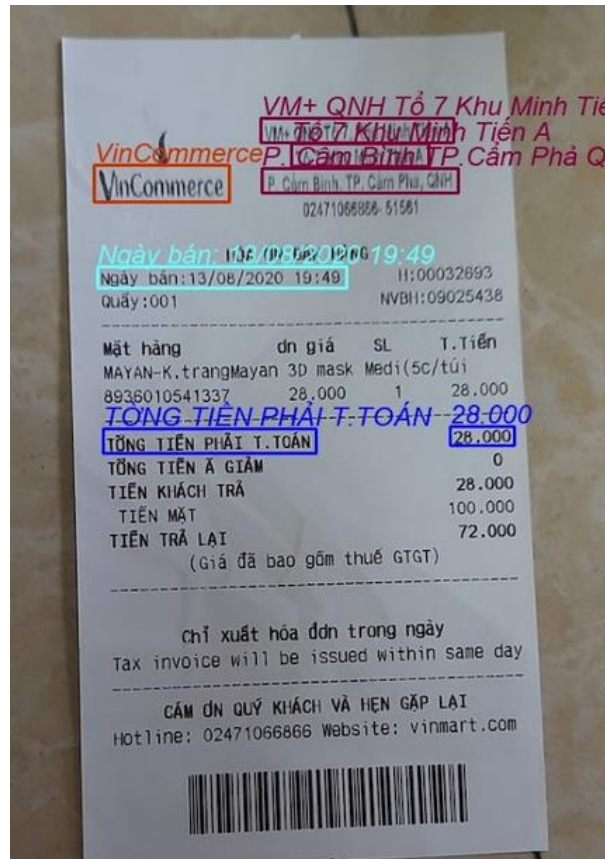 VM+ QNH Tổ 7 Khu Minh Tiế
Tổ 7 Khu Minh Tiến A
VinCommerce
P. Cẩm Bình TP.Cẩm Phả Q
VinCommerce
P. Cẩm Bình, TP. Cẩm Phả, QNH
02471066866-51561
Ngày bán: 13/08/2020 19:49
Ngày bán:13/08/2020 19:49 H:00032693
Quầy:001 NVBH:09025438
Mặt hàng đn giá SL T.Tiền
MAYAN-K.trangMayan 3D mask Medi(5c/túi
8936010541337 28.000 1 28.000
TỔNG TIỀN PHẢI T.TOÁN 28.000
TỔNG TIỀN PHẢI T.TOÁN 28.000
TỔNG TIỀN Ã GIẢM 0
TIỀN KHÁCH TRẢ 28.000
TIỀN MẶT 100.000
TIỀN TRẢ LẠI 72.000
(Giá đã bao gồm thuế GTGT)
Chỉ xuất hóa đơn trong ngày
Tax invoice will be issued within same day
CÁM ƠN QUÝ KHÁCH VÀ HẸN GẶP LẠI
Hotline: 02471066866 Website: vinmart.com